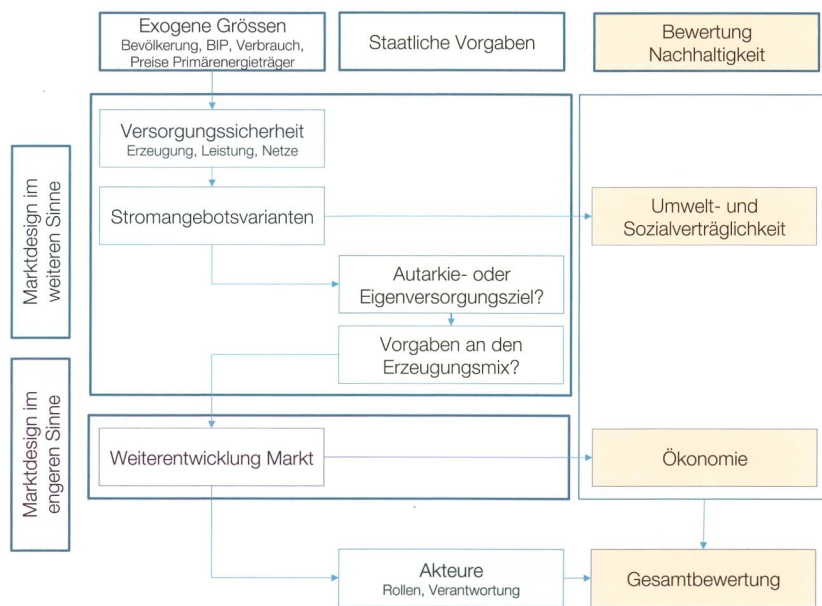 Exogene Grössen
Bevölkerung, BIP, Verbrauch,
Preise Primärenergieträger
Staatliche Vorgaben
Bewertung
Nachhaltigkeit
Marktdesign im
weiteren Sinne
Versorgungssicherheit
Erzeugung, Leistung, Netze
Stromangebotsvarianten
Umwelt- und
Sozialverträglichkeit
Autarkie- oder
Eigenversorgungsziel?
Vorgaben an den
Erzeugungsmix?
Marktdesign im
engeren Sinne
Weiterentwicklung Markt
Ökonomie
Akteure
Rollen, Verantwortung
Gesamtbewertung